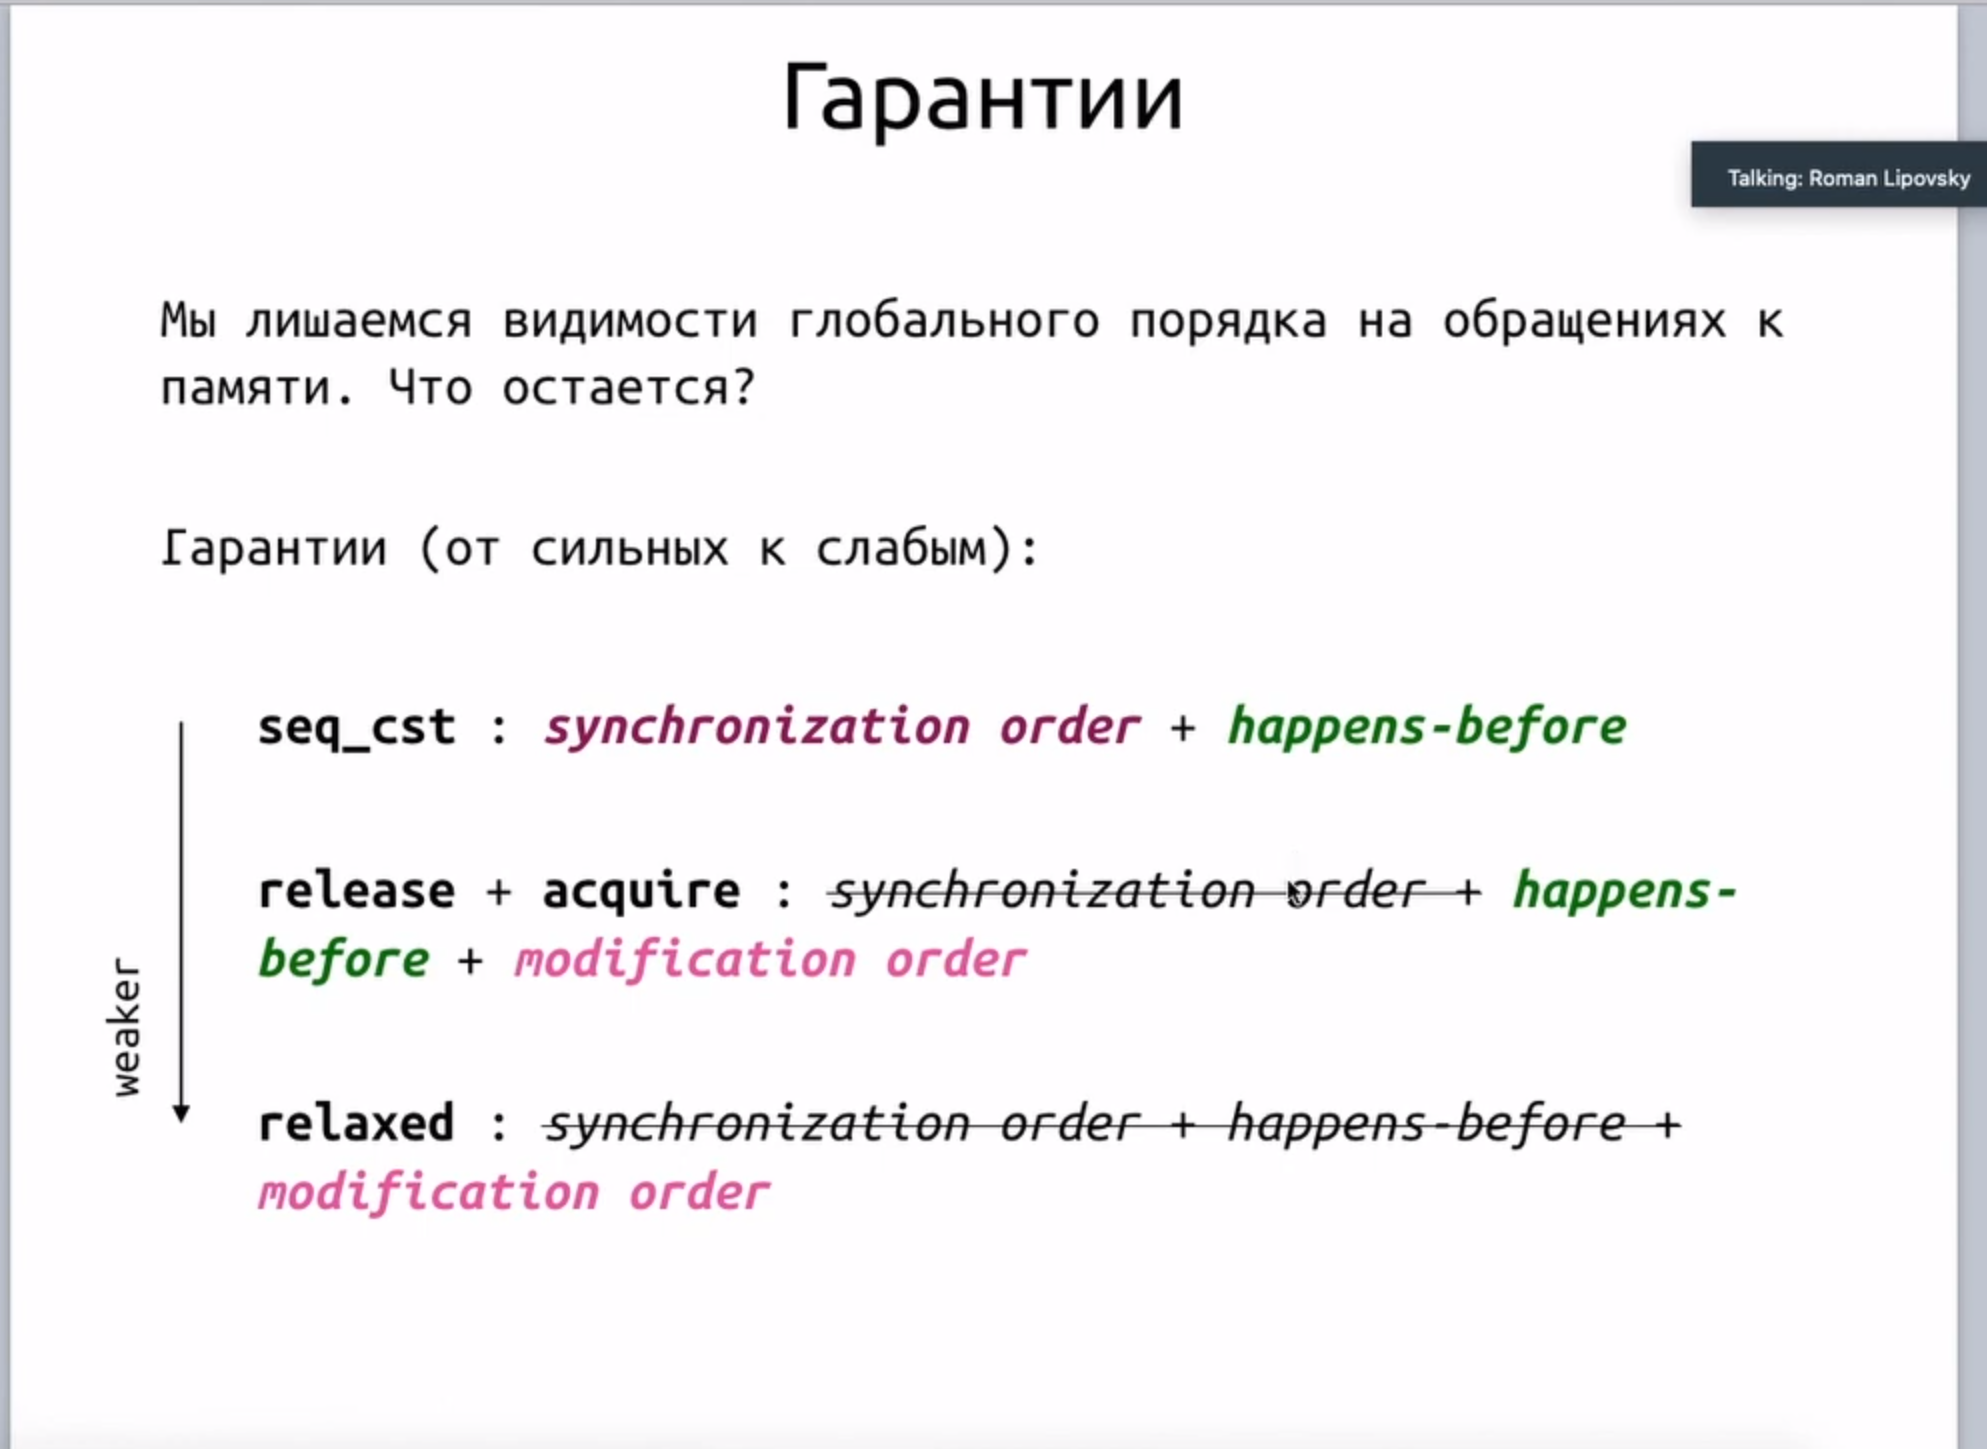 Гарантии
Talking: Roman Lipovsky
Мы лишаемся видимости глобального порядка на обращениях к
памяти. Что остается?
Гарантии (от сильных к слабым):
seq_cst : synchronization order + happens-before
release + acquire : synchronization order + happens-
before + modification order
weaker
relaxed : synchronization order + happens-before +
modification order